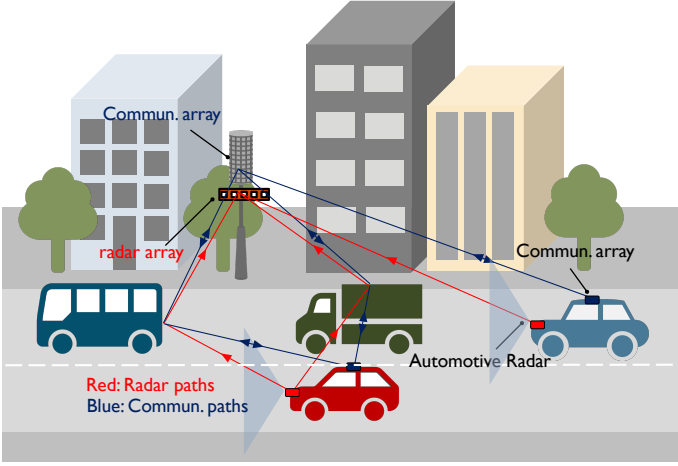 Commun. array
radar array
Commun. array
Automotive Radar
Red: Radar paths
Blue: Commun. paths